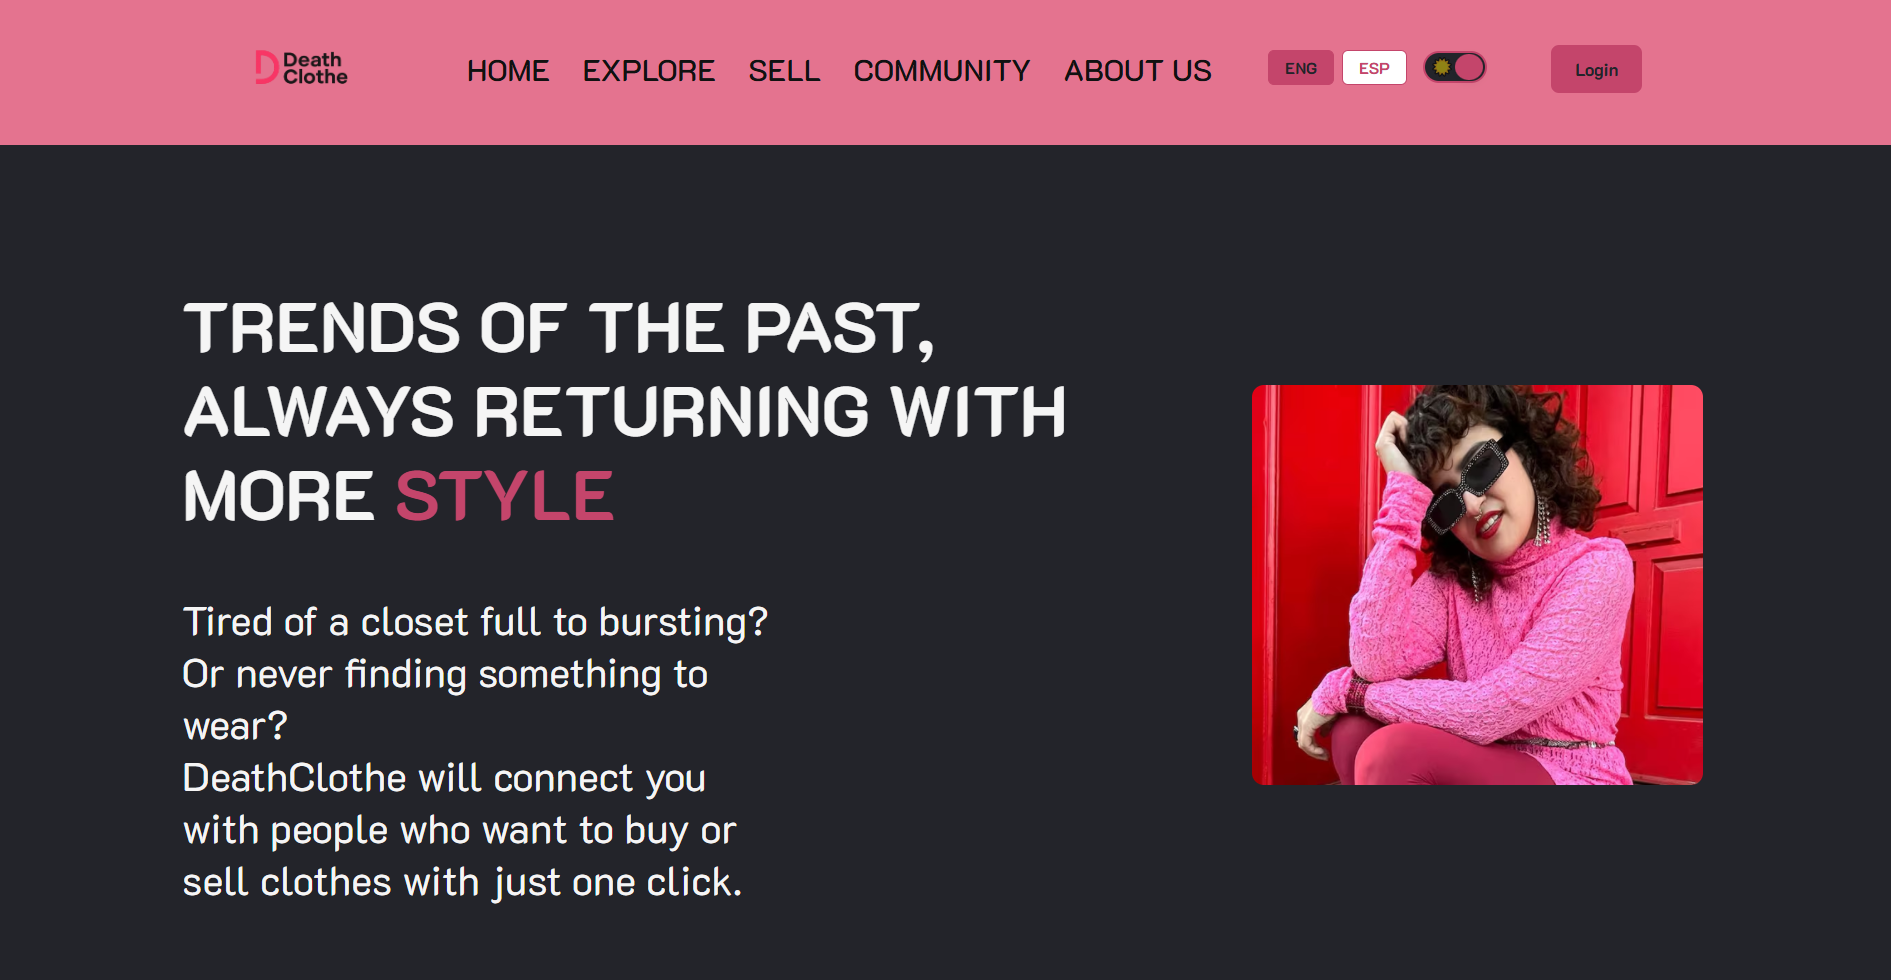 Death
Clothe
HOME EXPLORE SELL COMMUNITY ABOUT US ENG ESP Login
TRENDS OF THE PAST,
ALWAYS RETURNING WITH
MORE STYLE
Tired of a closet full to bursting?
Or never finding something to
wear?
DeathClothe will connect you
with people who want to buy or
sell clothes with just one click.